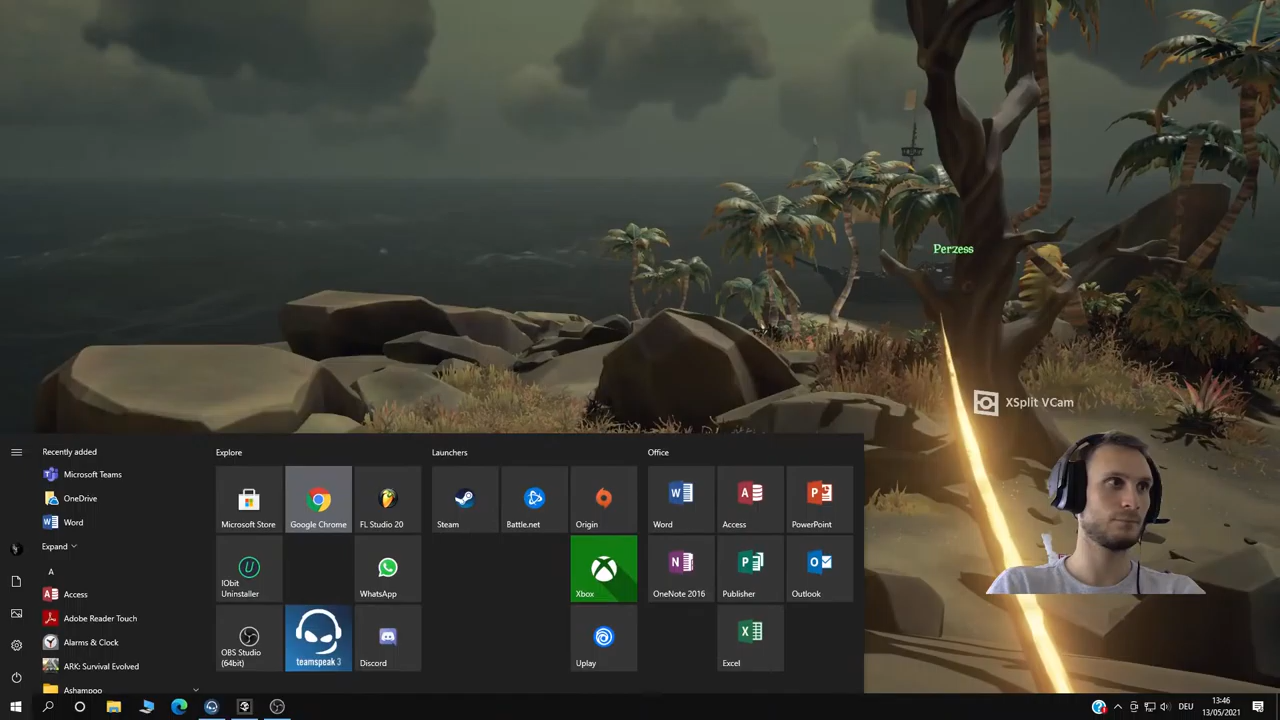 Perzess
XSplit VCam
Recently added
Microsoft Teams
OneDrive
Word
Expand
A
Access
Adobe Reader Touch
Alarms & Clock
ARK: Survival Evolved
Ashampoo
Explore
Microsoft Store
Google Chrome
FL Studio 20
IObit
Uninstaller
WhatsApp
OBS Studio
(64bit)
teamspeak 3
Discord
Launchers
Steam
Battle.net
Origin
Xbox
Uplay
Office
Word
Access
PowerPoint
OneNote 2016
Publisher
Outlook
Excel
DEU
13:46
13/05/2021